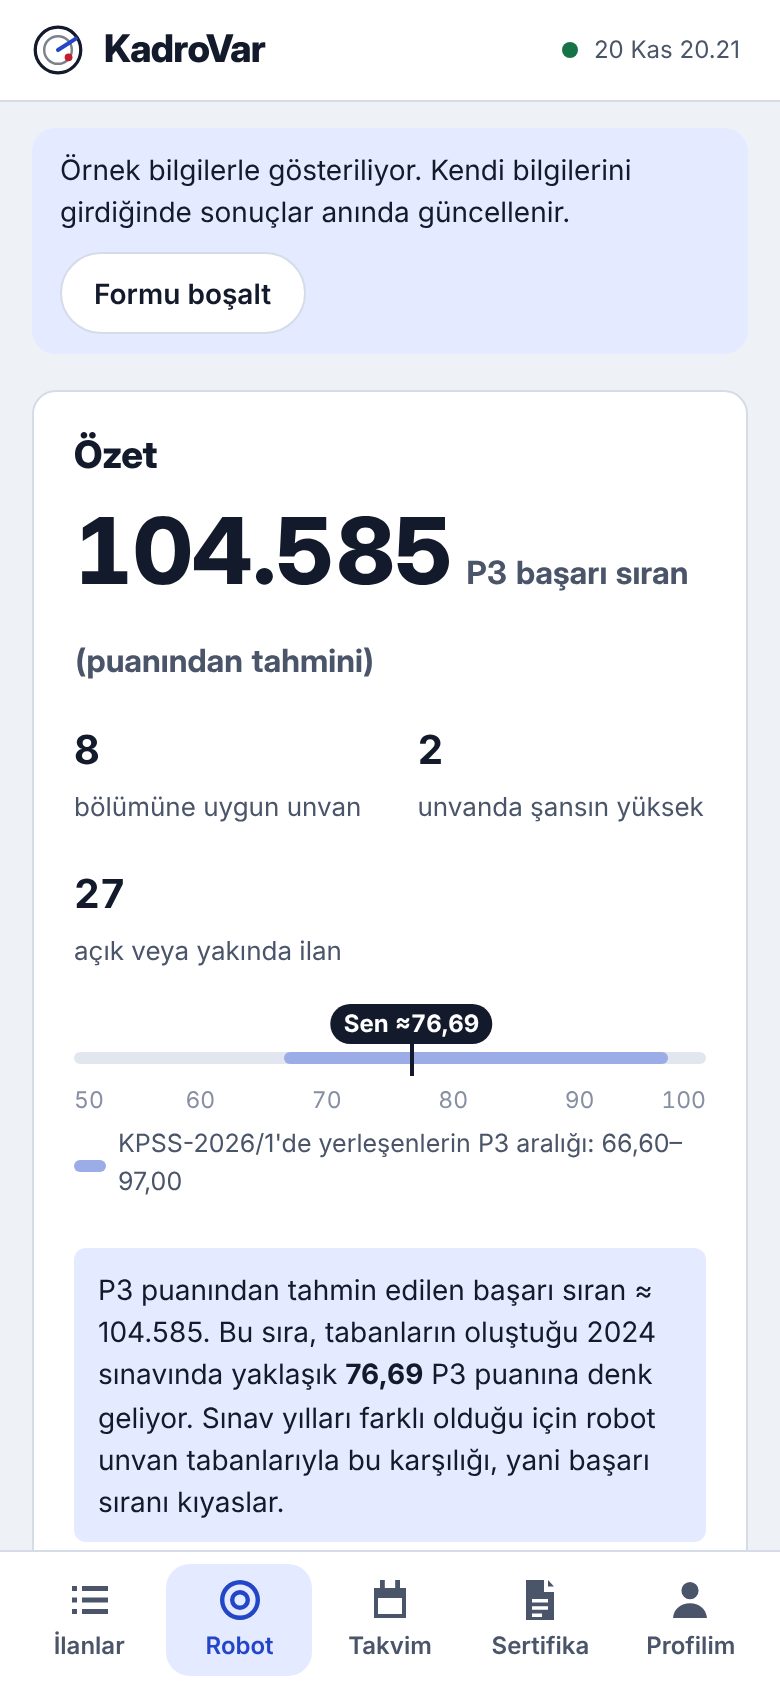 KadroVar
20 Kas 20.21
Örnek bilgilerle gösteriliyor. Kendi bilgilerini
girdiğinde sonuçlar anında güncellenir.
Formu boşalt
Özet
104.585 P3 başarı sıran
(puanından tahmini)
8
bölümüne uygun unvan
2
unvanda şansın yüksek
27
açık veya yakında ilan
Sen ≈76,69
50 60 70 80 90 100
KPSS-2026/1'de yerleşenlerin P3 aralığı: 66,60–
97,00
P3 puanından tahmin edilen başarı sıran ≈
104.585. Bu sıra, tabanların oluştuğu 2024
sınavında yaklaşık 76,69 P3 puanına denk
geliyor. Sınav yılları farklı olduğu için robot
unvan tabanlarıyla bu karşılığı, yani başarı
sıranı kıyaslar.
İlanlar
Robot
Takvim
Sertifika
Profilim